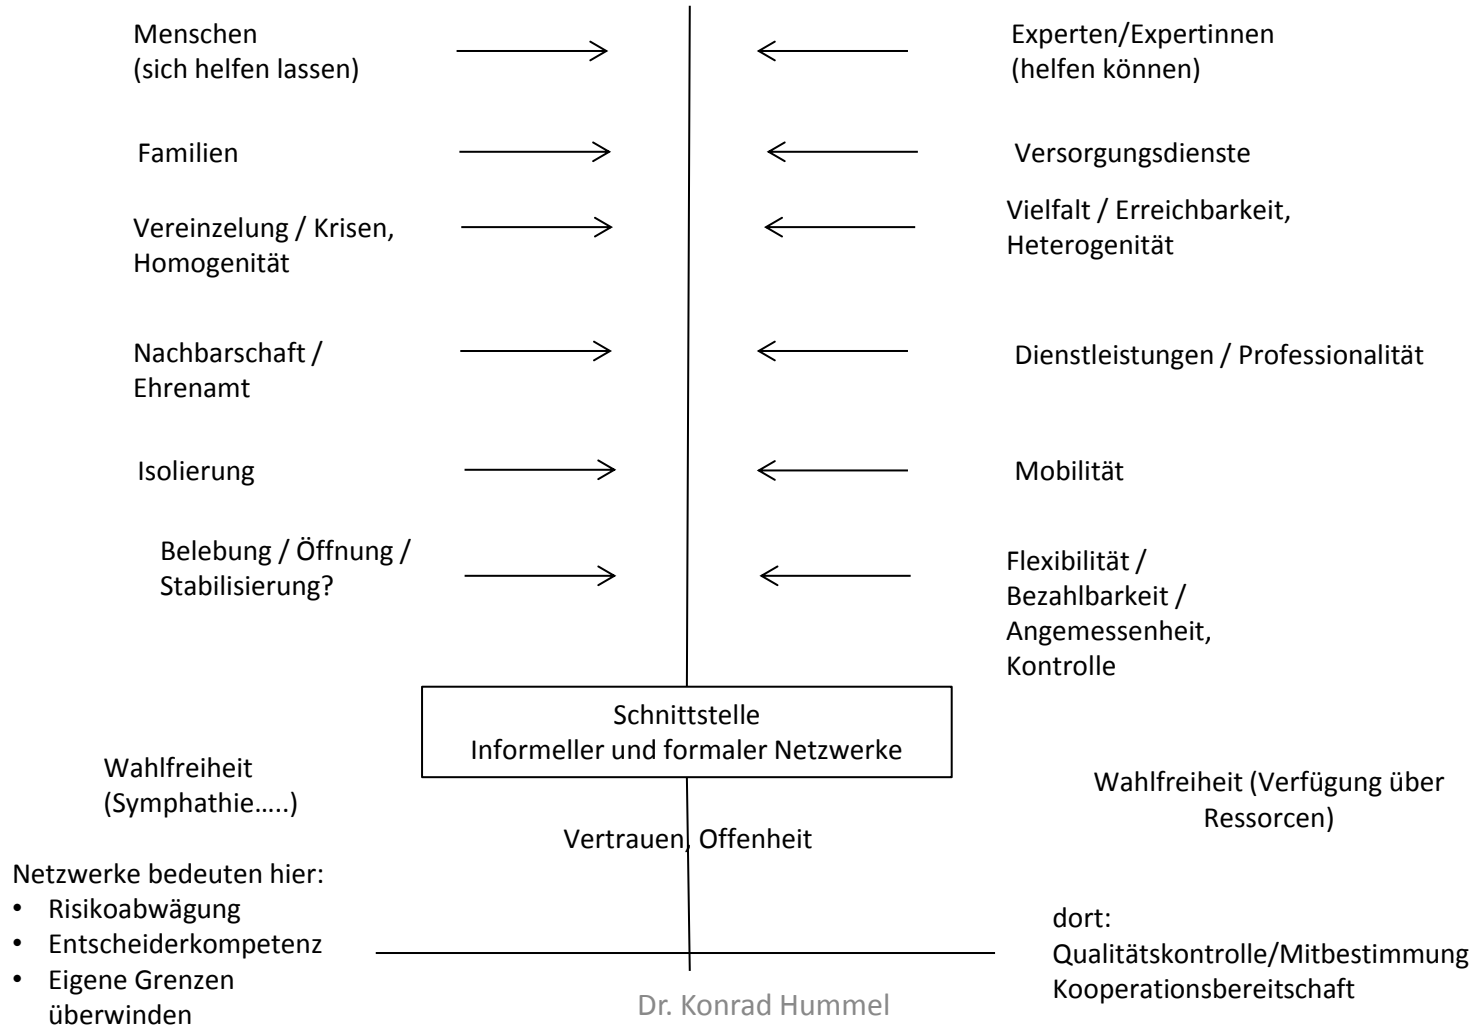 Menschen
(sich helfen lassen)
Experten/Expertinnen
(helfen können)
Familien
Versorgungsdienste
Vereinzelung / Krisen,
Homogenität
Vielfalt / Erreichbarkeit,
Heterogenität
Nachbarschaft /
Ehrenamt
Dienstleistungen / Professionalität
Isolierung
Mobilität
Belebung / Öffnung /
Stabilisierung?
Flexibilität /
Bezahlbarkeit /
Angemessenheit,
Kontrolle
Schnittstelle
Informeller und formaler Netzwerke
Wahlfreiheit
(Symphathie…..)
Wahlfreiheit (Verfügung über
Ressorcen)
Vertrauen, Offenheit
Netzwerke bedeuten hier:
• Risikoabwägung
• Entscheiderkompetenz
• Eigene Grenzen
überwinden
dort:
Qualitätskontrolle/Mitbestimmung
Kooperationsbereitschaft
Dr. Konrad Hummel